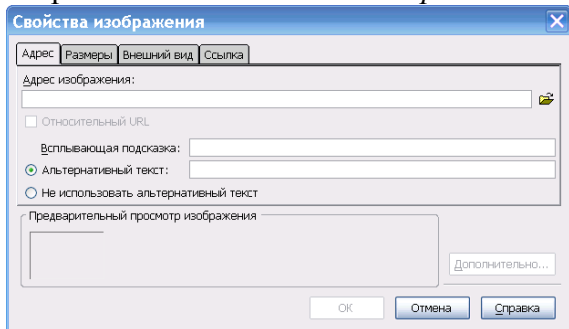 Свойства изображения
Адрес Размеры Внешний вид Ссылка
Адрес изображения:
Относительный URL
Всплывающая подсказка:
Альтернативный текст:
Не использовать альтернативный текст
Предварительный просмотр изображения
Дополнительно...
ОК Отмена Справка